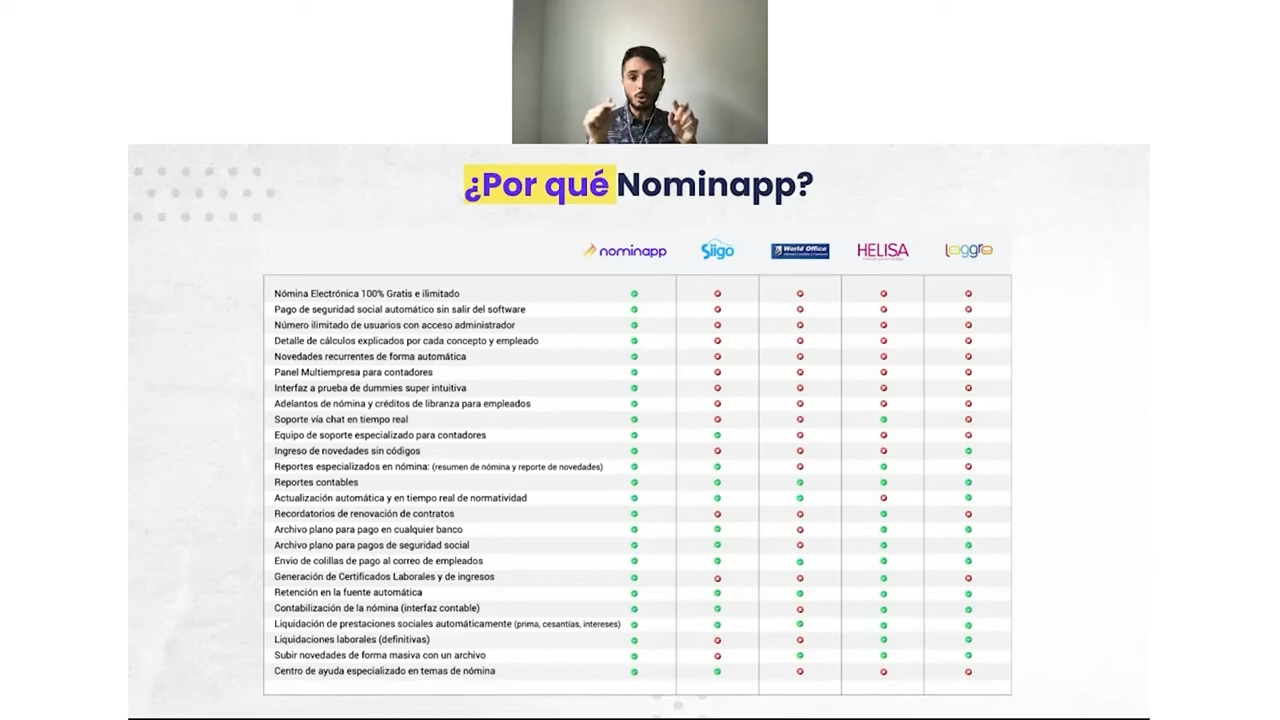 ¿Por qué Nominapp?
nominapp Siigo World Office HELISA loggro
Nómina Electrónica 100% Gratis e ilimitado
Pago de seguridad social automático sin salir del software
Número ilimitado de usuarios con acceso administrador
Detalle de cálculos explicados por cada concepto y empleado
Novedades recurrentes de forma automática
Panel Multiempresa para contadores
Interfaz a prueba de dummies super intuitiva
Adelantos de nómina y créditos de libranza para empleados
Soporte vía chat en tiempo real
Equipo de soporte especializado para contadores
Ingreso de novedades sin códigos
Reportes especializados en nómina: (resumen de nómina y reporte de novedades)
Reportes contables
Actualización automática y en tiempo real de normatividad
Recordatorios de renovación de contratos
Archivo plano para pago en cualquier banco
Archivo plano para pagos de seguridad social
Envio de colillas de pago al correo de empleados
Generación de Certificados Laborales y de ingresos
Retención en la fuente automática
Contabilización de la nómina (interfaz contable)
Liquidación de prestaciones sociales automáticamente (prima, cesantías, intereses)
Liquidaciones laborales (definitivas)
Subir novedades de forma masiva con un archivo
Centro de ayuda especializado en temas de nómina